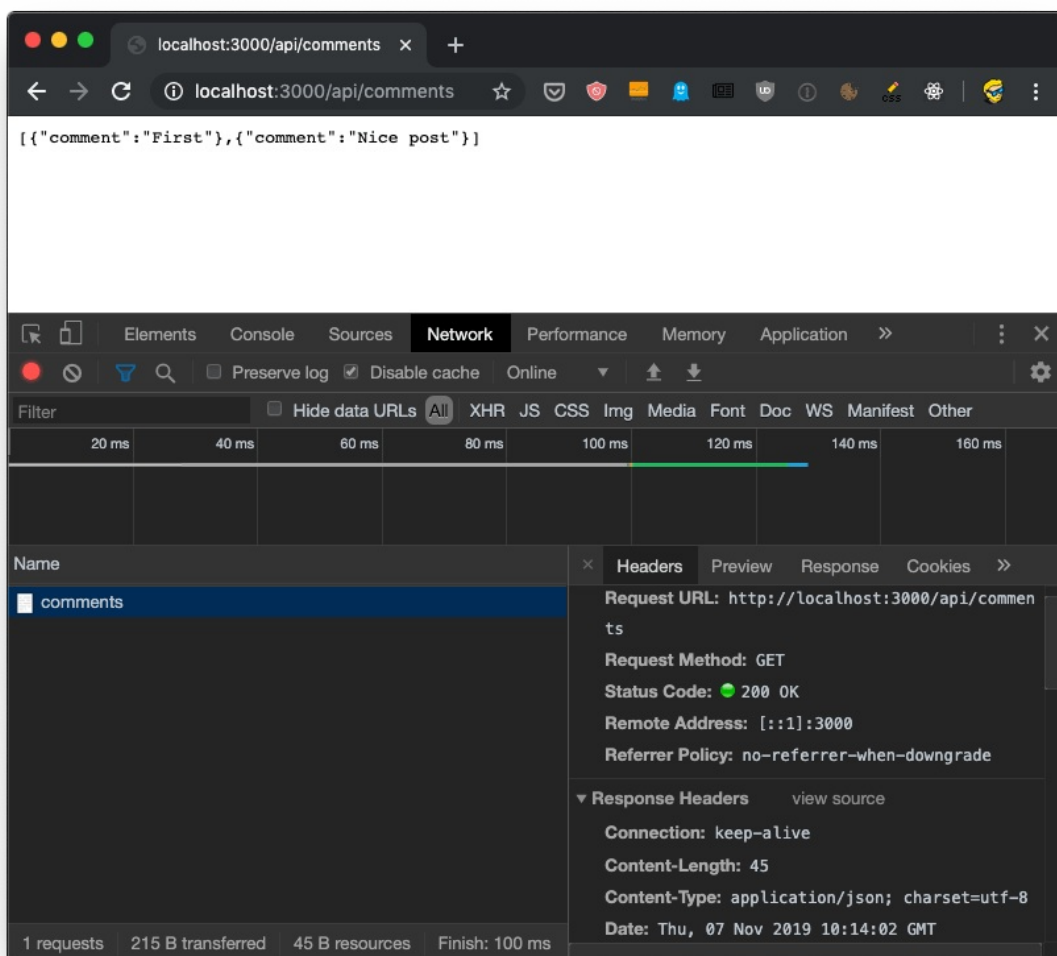 localhost:3000/api/comments
localhost:3000/api/comments
[{"comment":"First"},{"comment":"Nice post"}]
Elements Console Sources Network Performance Memory Application
Preserve log Disable cache Online
Filter Hide data URLs All XHR JS CSS Img Media Font Doc WS Manifest Other
20 ms 40 ms 60 ms 80 ms 100 ms 120 ms 140 ms 160 ms
Name Headers Preview Response Cookies
comments
Request URL: http://localhost:3000/api/commen
ts
Request Method: GET
Status Code: 200 OK
Remote Address: [::1]:3000
Referrer Policy: no-referrer-when-downgrade
Response Headers view source
Connection: keep-alive
Content-Length: 45
Content-Type: application/json; charset=utf-8
Date: Thu, 07 Nov 2019 10:14:02 GMT
1 requests 215 B transferred 45 B resources Finish: 100 ms